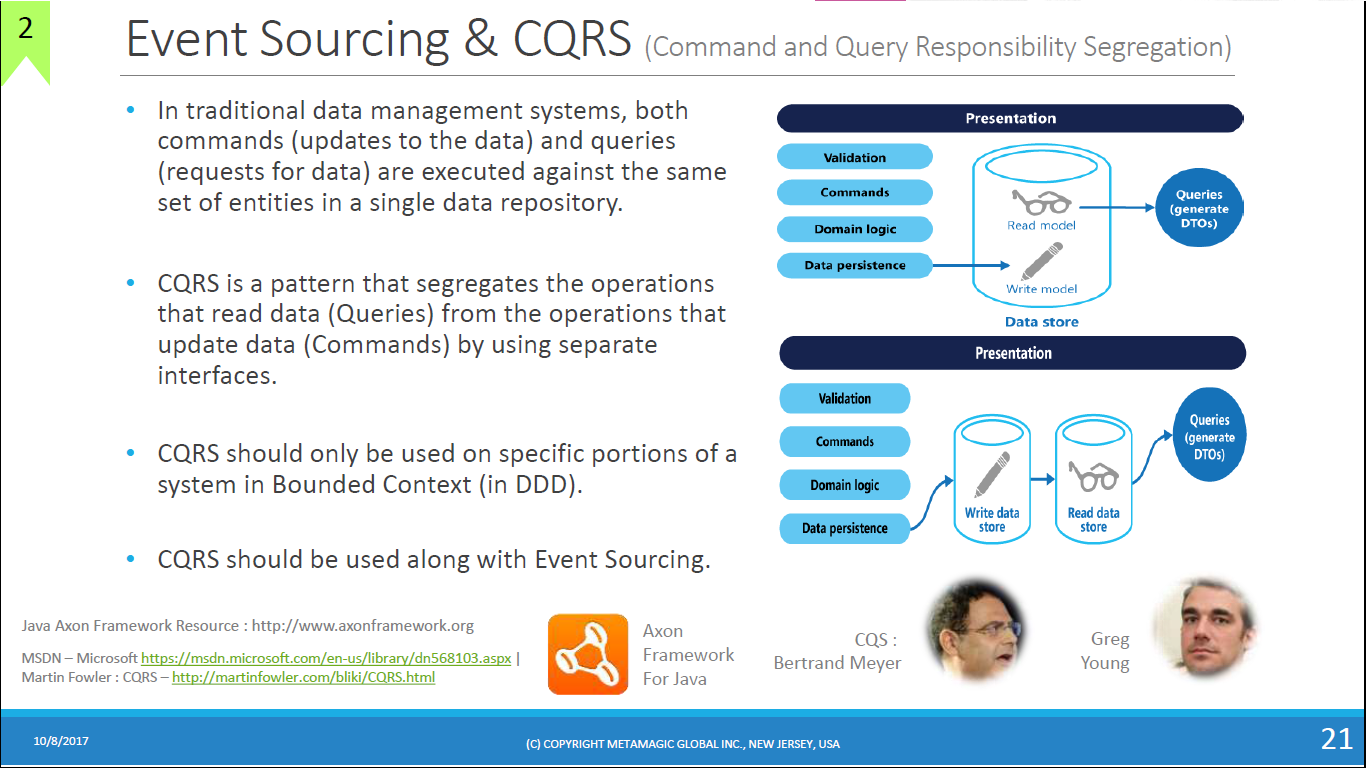 2
Event Sourcing & CQRS (Command and Query Responsibility Segregation)
• In traditional data management systems, both
commands (updates to the data) and queries
(requests for data) are executed against the same
set of entities in a single data repository.
• CQRS is a pattern that segregates the operations
that read data (Queries) from the operations that
update data (Commands) by using separate
interfaces.
• CQRS should only be used on specific portions of a
system in Bounded Context (in DDD).
• CQRS should be used along with Event Sourcing.
Presentation
Validation
Commands
Domain logic
Data persistence
Read model
Write model
Data store
Queries
(generate
DTOs)
Presentation
Validation
Commands
Domain logic
Data persistence
Write data
store
Read data
store
Queries
(generate
DTOs)
Java Axon Framework Resource : http://www.axonframework.org
MSDN – Microsoft https://msdn.microsoft.com/en-us/library/dn568103.aspx |
Martin Fowler : CQRS – http://martinfowler.com/bliki/CQRS.html
Axon
Framework
For Java
CQS :
Bertrand Meyer
Greg
Young
10/8/2017
(C) COPYRIGHT METAMAGIC GLOBAL INC., NEW JERSEY, USA
21